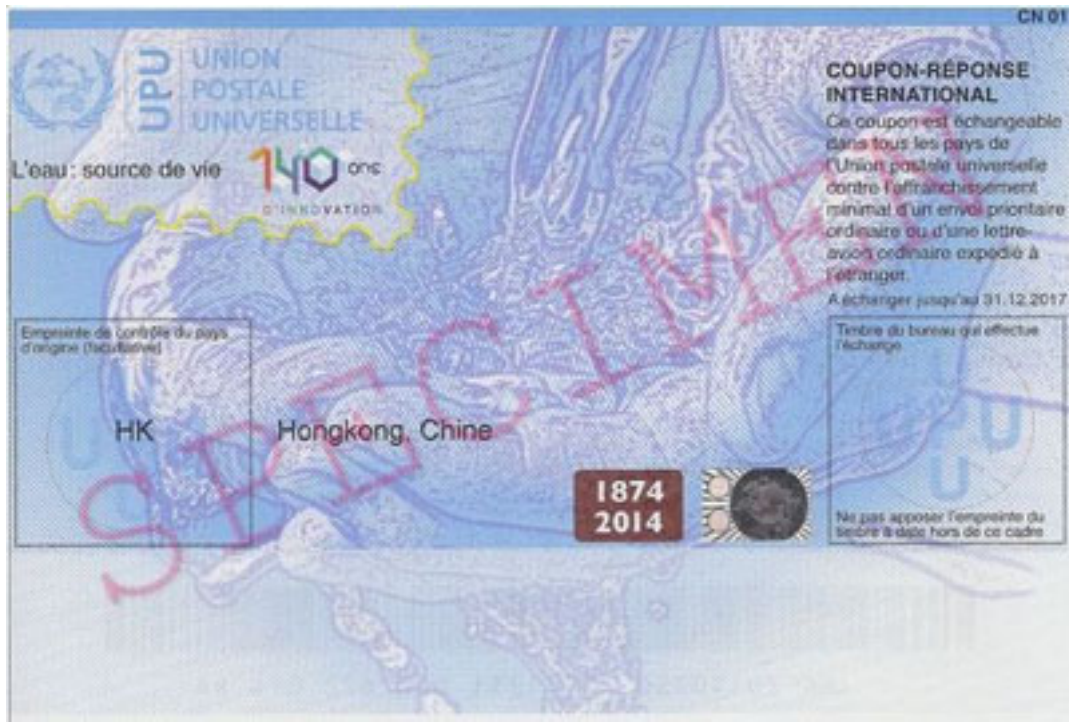 CN 01
UPU
UNION
POSTALE
UNIVERSELLE
L'eau: source de vie
140 ans
D'INNOVATION
COUPON-RÉPONSE
INTERNATIONAL
Ce coupon est échangeable
dans tous les pays de
l'Union postale universelle
contre l'affranchissement
minimal d'un envoi prioritaire
ordinaire ou d'une lettre-
avion ordinaire expédié à
l'étranger.
A échanger jusqu'au 31.12.2017
Empreinte de contrôle du pays
d'origine (facultative)
Timbre du bureau qui effectue
l'échange
HK
Hongkong, Chine
1874
2014
Ne pas apposer l'empreinte du
timbre à date hors de ce cadre
SPECIMEN